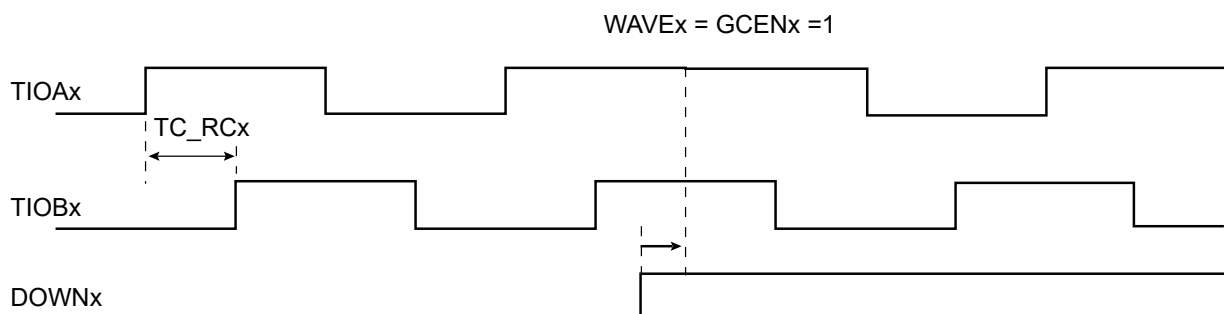 WAVEx = GCENx =1
TIOAx
TC_RCx
TIOBx
DOWNx